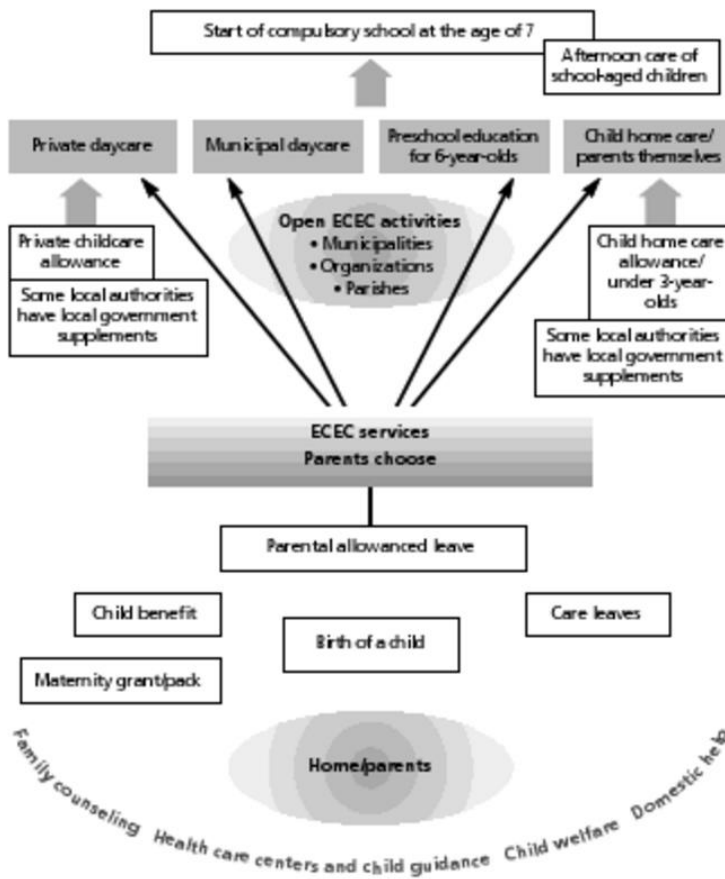 Start of compulsory school at the age of 7
Afternoon care of
school-aged children
Private daycare
Municipal daycare
Preschool education
for 6-year-olds
Child home care/
parents themselves
Open ECEC activities
• Municipalities
• Organizations
• Parishes
Private childcare
allowance
Some local authorities
have local government
supplements
Child home care
allowance/
under 3-year-
olds
Some local authorities
have local government
supplements
ECEC services
Parents choose
Parental allowanced leave
Child benefit
Birth of a child
Care leaves
Maternity grant/pack
Home/parents
Family counseling Health care centers and child guidance Child welfare Domestic help